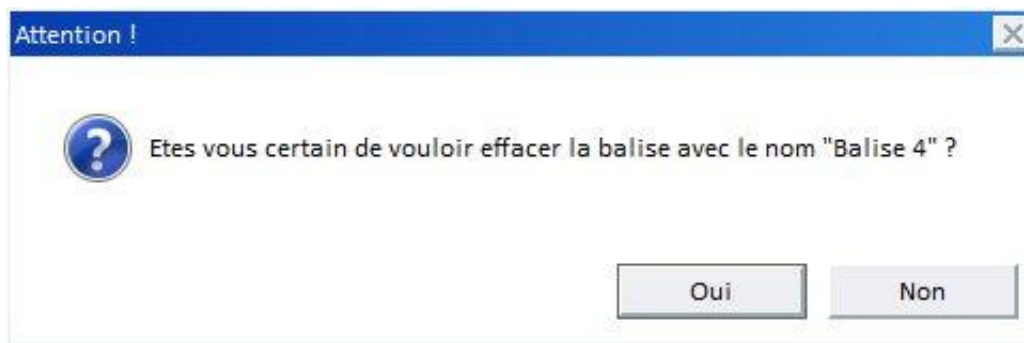 Attention !
Etes vous certain de vouloir effacer la balise avec le nom "Balise 4" ?
Oui Non